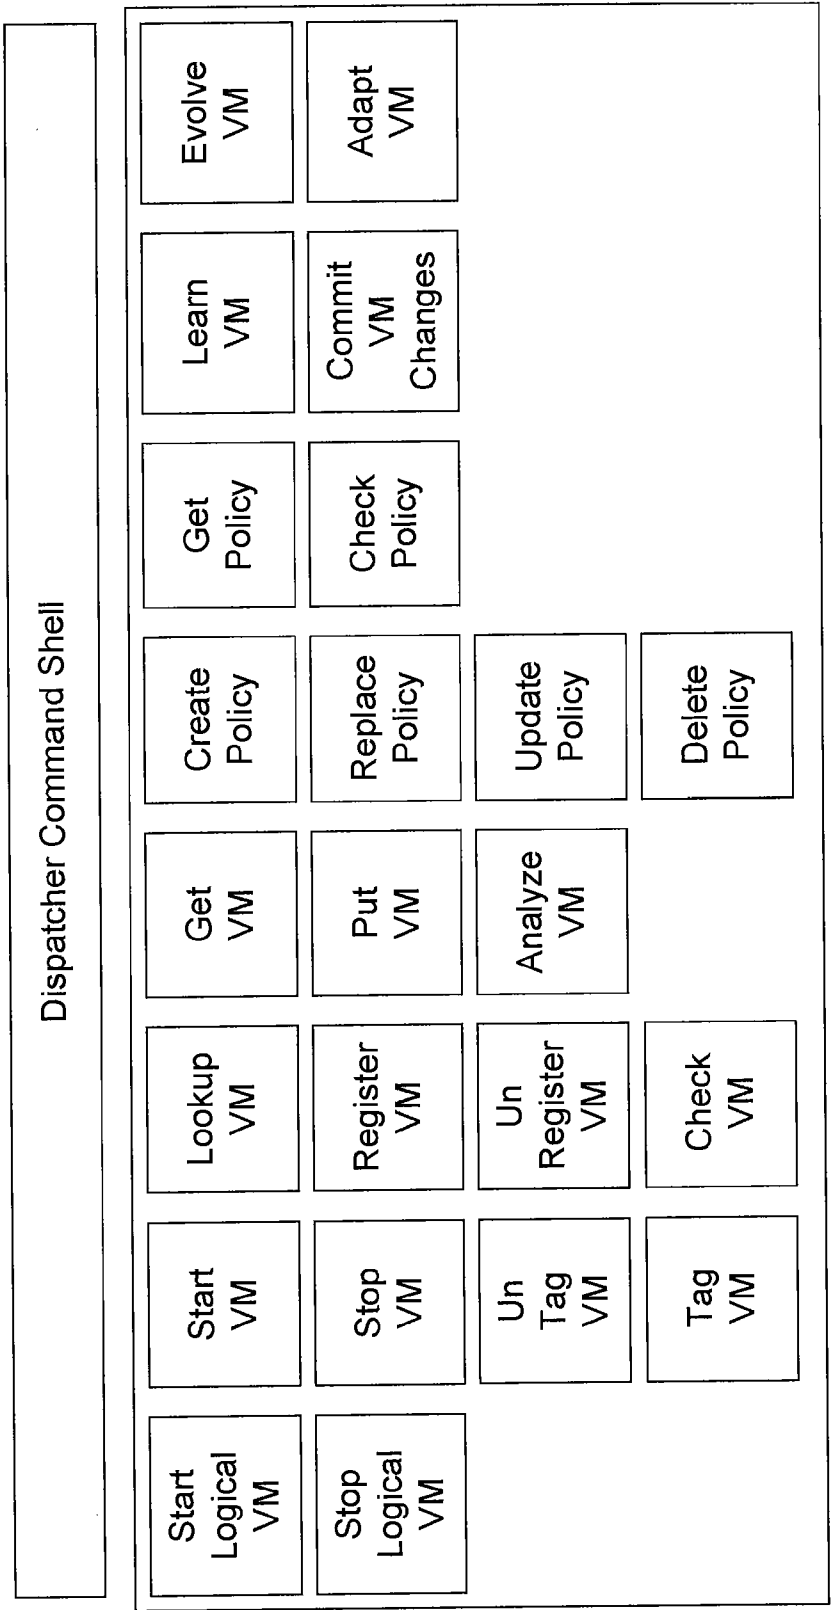 Dispatcher Command Shell
Start
Logical
VM
Start
VM
Lookup
VM
Get
VM
Create
Policy
Get
Policy
Learn
VM
Evolve
VM
Stop
Logical
VM
Stop
VM
Register
VM
Put
VM
Replace
Policy
Check
Policy
Commit
VM
Changes
Adapt
VM
Un
Tag
VM
Un
Register
VM
Analyze
VM
Update
Policy
Tag
VM
Check
VM
Delete
Policy